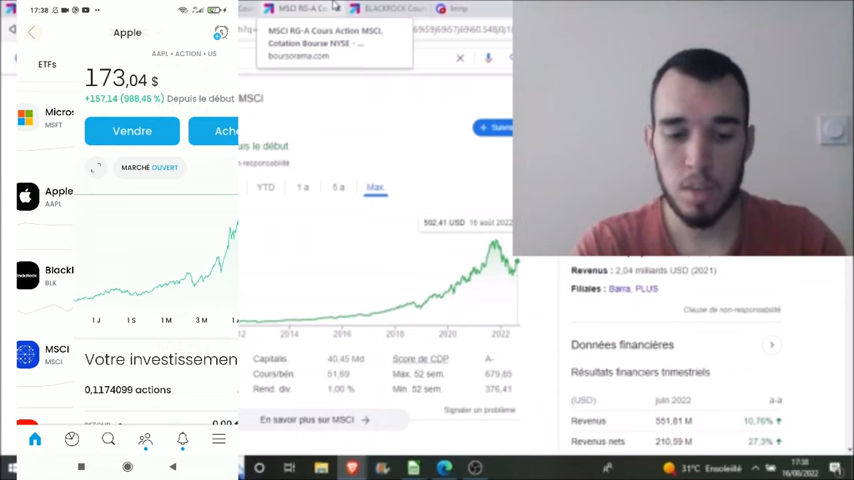 17:38
Apple
AAPL • ACTION • US
ETFs
173,04 $
+157,14 (988,45 %) Depuis le début
Micros
MSFT
Vendre
Ache
MARCHÉ OUVERT
Apple
AAPL
BlackR
BLK
1 J
1 S
1 M
3 M
MSCI
MSCI
Votre investissemen
0,1174099 actions
MSCI RG-A Co
BLACKROCK Cours
MSCI RG-A Cours Action MSCI,
Cotation Bourse NYSE - ...
boursorama.com
MSCI
+ Suivre
is le début
n-responsabilité
YTD
1 a
5 a
Max.
502,41 USD 16 août 2022
2014
2016
2018
2020
2022
Capitalis.
40,45 Md
Score de CDP
A-
Cours/bén.
51,69
Max. 52 sem.
679,85
Rend. div.
1,00 %
Min. 52 sem.
376,41
Signaler un problème
En savoir plus sur MSCI
Revenus : 2,04 milliards USD (2021)
Filiales : Barra, PLUS
Clause de non-responsabilité
Données financières
Résultats financiers trimestriels
(USD)
juin 2022
a-a
Revenus
551,81 M
10,76%
Revenus nets
210,59 M
27,3%
31°C Ensoleillé
17:38
16/08/2022